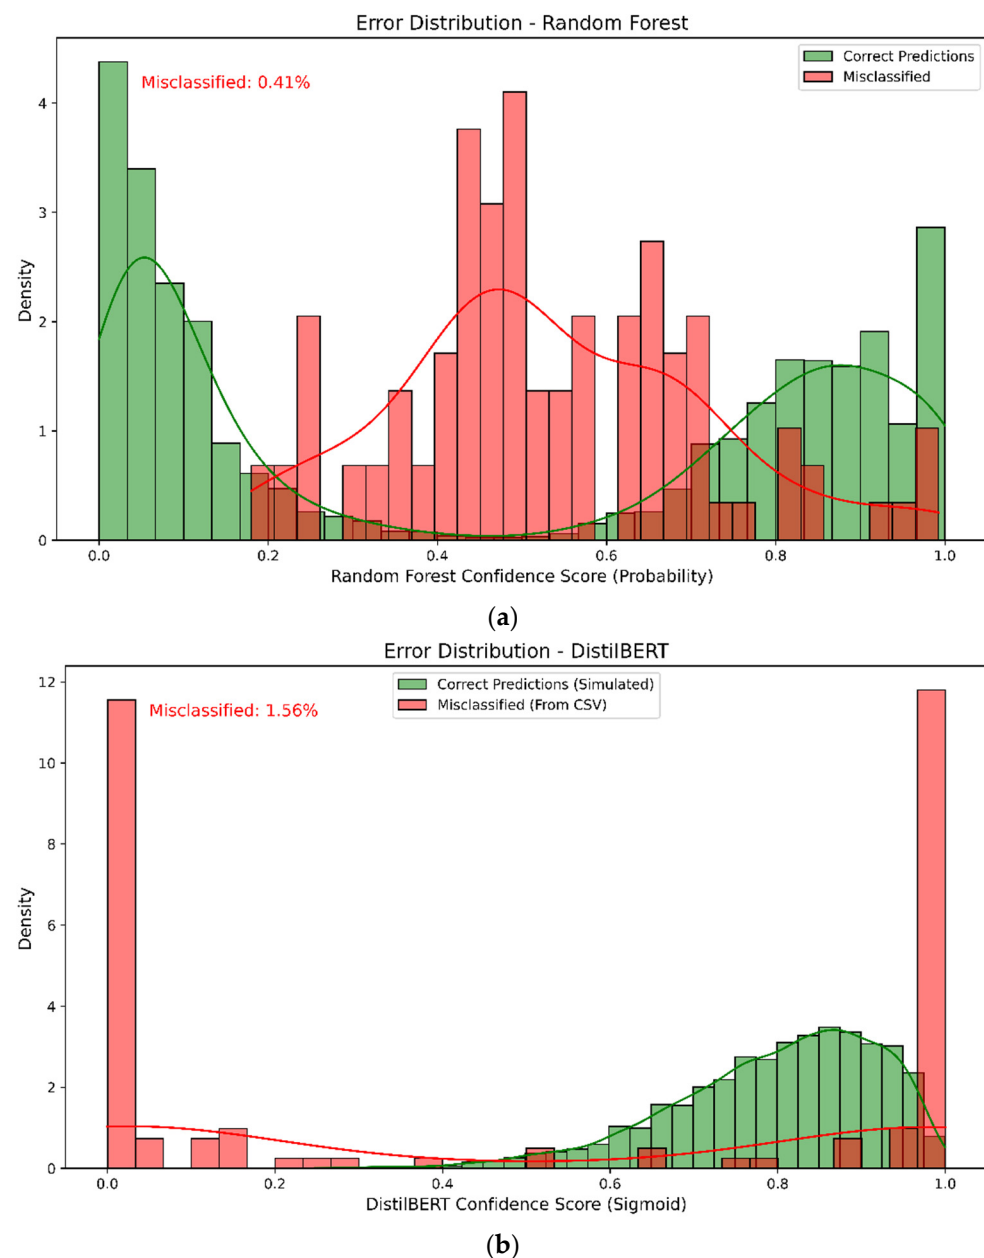 Error Distribution - Random Forest
Misclassified: 0.41%
Correct Predictions
Misclassified
4
3
2
1
0
Density
0.0 0.2 0.4 0.6 0.8 1.0
Random Forest Confidence Score (Probability)
(a)
Error Distribution - DistilBERT
Misclassified: 1.56%
Correct Predictions (Simulated)
Misclassified (From CSV)
12
10
8
6
4
2
0
Density
0.0 0.2 0.4 0.6 0.8 1.0
DistilBERT Confidence Score (Sigmoid)
(b)